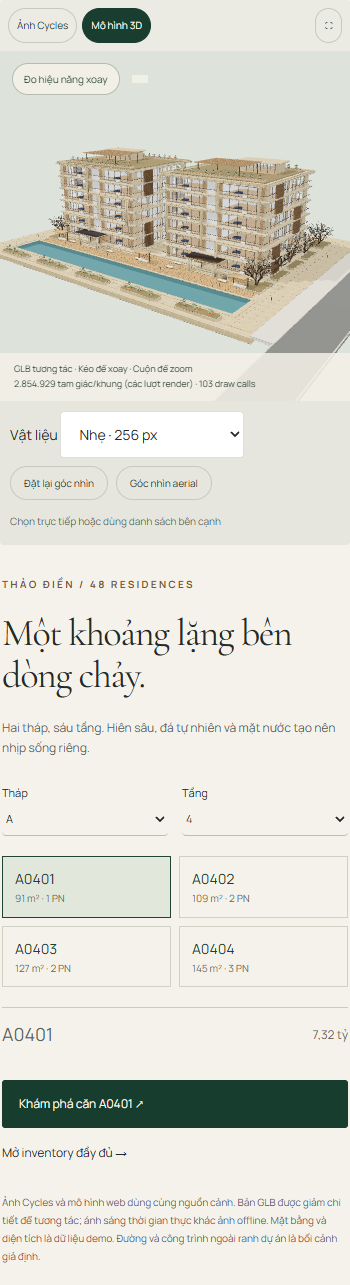 Ảnh Cycles
Mô hình 3D
Đo hiệu năng xoay
GLB tương tác · Kéo để xoay · Cuộn để zoom
2.854.929 tam giác/khung (các lượt render) · 103 draw calls
Vật liệu
Nhẹ · 256 px
Đặt lại góc nhìn
Góc nhìn aerial
Chọn trực tiếp hoặc dùng danh sách bên cạnh
THẢO ĐIỀN / 48 RESIDENCES
Một khoảng lặng bên
dòng chảy.
Hai tháp, sáu tầng. Hiên sâu, đá tự nhiên và mặt nước tạo nên
nhịp sống riêng.
Tháp
Tầng
A
4
A0401
91 m² · 1 PN
A0402
109 m² · 2 PN
A0403
127 m² · 2 PN
A0404
145 m² · 3 PN
A0401
7,32 tỷ
Khám phá căn A0401 ↗
Mở inventory đầy đủ →
Ảnh Cycles và mô hình web dùng cùng nguồn cảnh. Bản GLB được giảm chi
tiết để tương tác; ánh sáng thời gian thực khác ảnh offline. Mặt bằng và
diện tích là dữ liệu demo. Đường và công trình ngoài ranh dự án là bối cảnh
giả định.